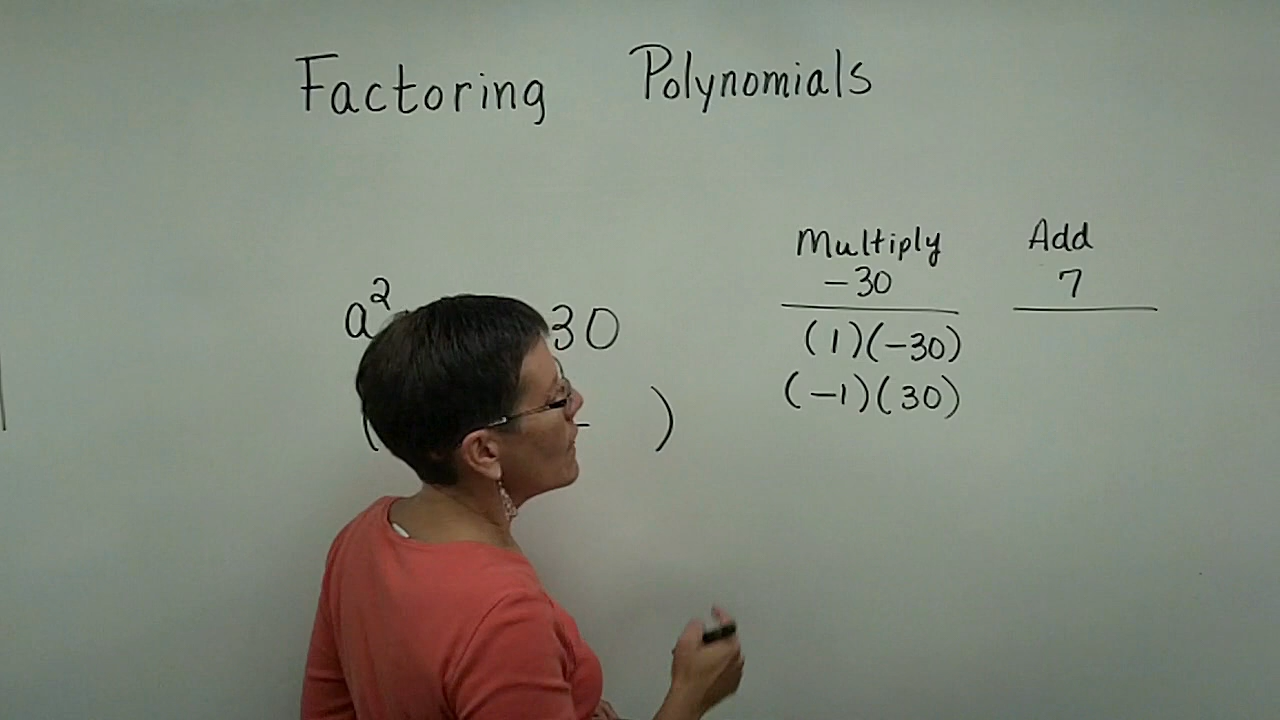 Factoring Polynomials
Multiply Add
-30 7
(1)(-30)
(-1)(30)
a² 30
( )